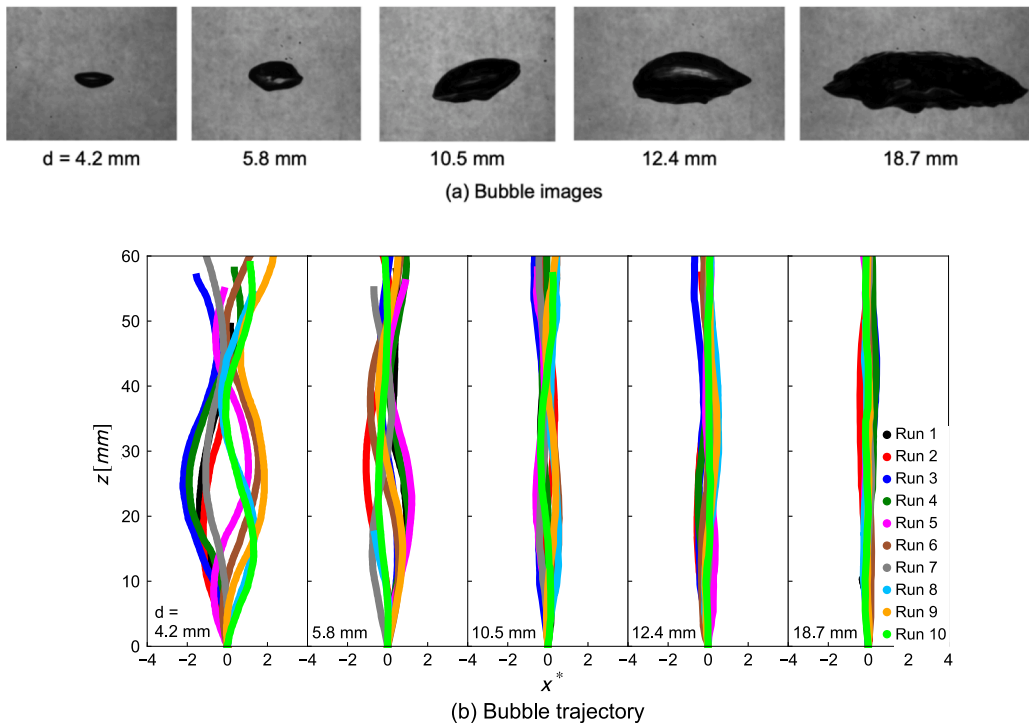 d = 4.2 mm
5.8 mm
10.5 mm
12.4 mm
18.7 mm
(a) Bubble images
60
50
40
30
20
10
0
z [mm]
d =
4.2 mm
5.8 mm
10.5 mm
12.4 mm
18.7 mm
Run 1
Run 2
Run 3
Run 4
Run 5
Run 6
Run 7
Run 8
Run 9
Run 10
−4 −2 0 2 −4 −2 0 2 −4 −2 0 2 −4 −2 0 2 −4 −2 0 2 4
x*
(b) Bubble trajectory